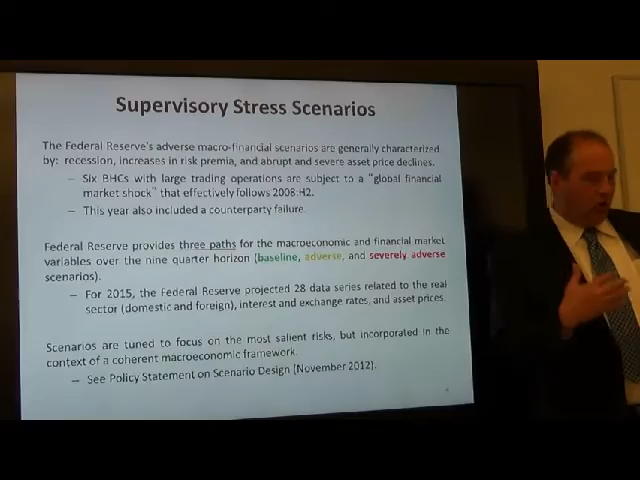 Supervisory Stress Scenarios
The Federal Reserve's adverse macro-financial scenarios are generally characterized
by: recession, increases in risk premia, and abrupt and severe asset price declines.
– Six BHCs with large trading operations are subject to a "global financial
market shock" that effectively follows 2008:H2.
– This year also included a counterparty failure.
Federal Reserve provides three paths for the macroeconomic and financial market
variables over the nine quarter horizon (baseline, adverse, and severely adverse
scenarios).
– For 2015, the Federal Reserve projected 28 data series related to the real
sector (domestic and foreign), interest and exchange rates, and asset prices.
Scenarios are tuned to focus on the most salient risks, but incorporated in the
context of a coherent macroeconomic framework.
– See Policy Statement on Scenario Design (November 2012).